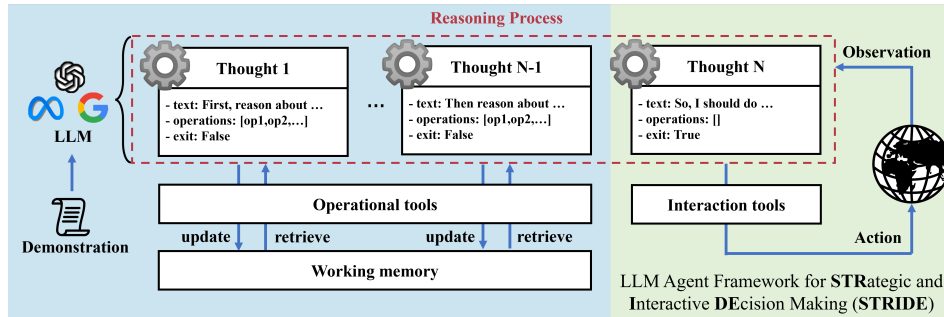 Reasoning Process
Thought 1
- text: First, reason about …
- operations: [op1,op2,…]
- exit: False
...
Thought N-1
- text: Then reason about …
- operations: [op1,op2,…]
- exit: False
Thought N
- text: So, I should do …
- operations: []
- exit: True
Observation
LLM
Demonstration
Operational tools
update
retrieve
update
retrieve
Working memory
Interaction tools
Action
LLM Agent Framework for STRategic and
Interactive DEcision Making (STRIDE)